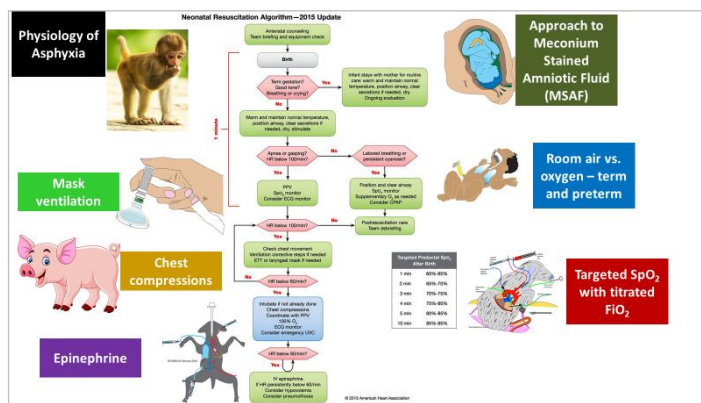 Neonatal Resuscitation Algorithm—2015 Update
Physiology of
Asphyxia
Antenatal counseling
Team briefing and equipment check
Birth
Term gestation?
Good tone?
Breathing or crying?
Yes
Infant stays with mother for routine
care: warm and maintain normal
temperature, position airway, clear
secretions if needed, dry.
Ongoing evaluation
No
1 minute
Warm and maintain normal temperature,
position airway, clear secretions if
needed, dry, stimulate
Apnea or gasping?
HR below 100/min?
No
Labored breathing or
persistent cyanosis?
Yes
Yes
PPV
SpO₂ monitor
Consider ECG monitor
Position and clear airway
SpO₂ monitor
Supplementary O₂ as needed
Consider CPAP
HR below 100/min?
No
Postresuscitation care
Team debriefing
Yes
Check chest movement
Ventilation corrective steps if needed
ETT or laryngeal mask if needed
No
HR below 60/min?
Yes
Intubate if not already done
Chest compressions
Coordinate with PPV
100% O₂
ECG monitor
Consider emergency UVC
HR below 60/min?
Yes
IV epinephrine
If HR persistently below 60/min
Consider hypovolemia
Consider pneumothorax
Targeted Preductal SpO₂
After Birth
1 min 60%-65%
2 min 65%-70%
3 min 70%-75%
4 min 75%-80%
5 min 80%-85%
10 min 85%-95%
© 2015 American Heart Association
Mask
ventilation
Chest
compressions
Epinephrine
Approach to
Meconium
Stained
Amniotic Fluid
(MSAF)
Room air vs.
oxygen – term
and preterm
Targeted SpO₂
with titrated
FiO₂